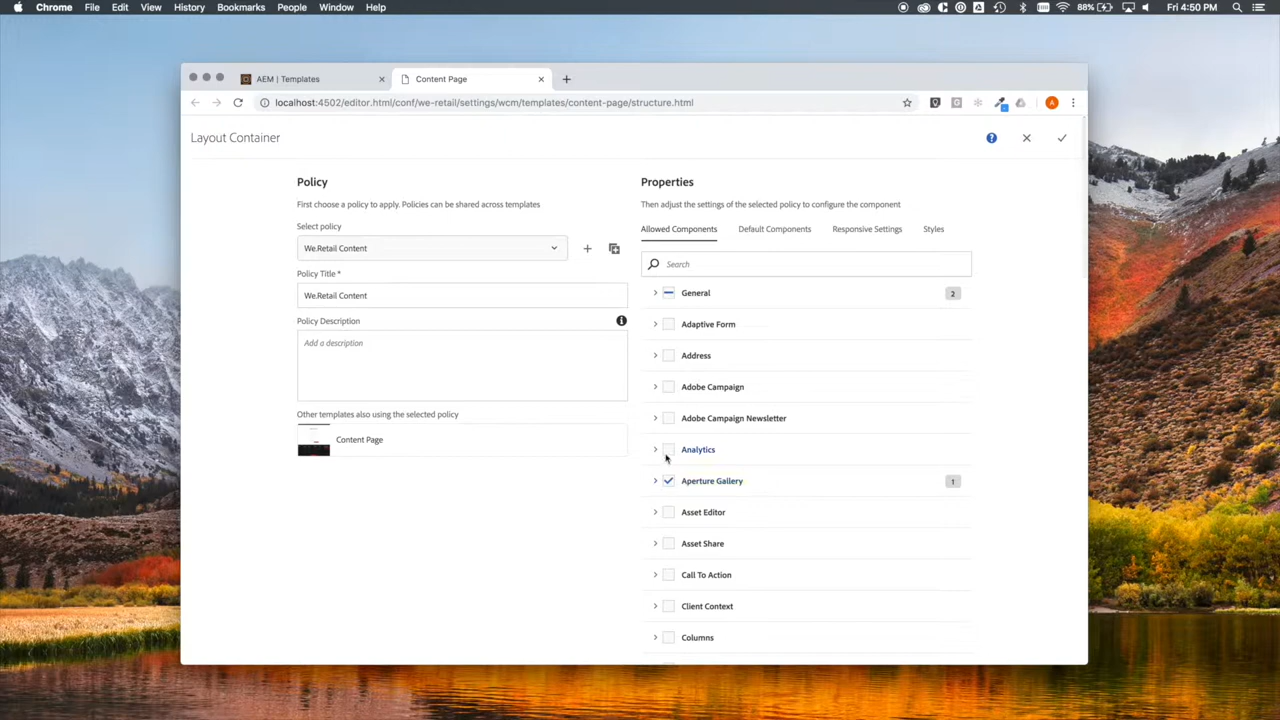 Chrome File Edit View History Bookmarks People Window Help 88% Fri 4:50 PM
AEM | Templates Content Page
localhost:4502/editor.html/conf/we-retail/settings/wcm/templates/content-page/structure.html A
Layout Container
Policy
First choose a policy to apply. Policies can be shared across templates
Select policy
We.Retail Content
Policy Title *
We.Retail Content
Policy Description
Add a description
Other templates also using the selected policy
Content Page
Properties
Then adjust the settings of the selected policy to configure the component
Allowed Components Default Components Responsive Settings Styles
Search
General 2
Adaptive Form
Address
Adobe Campaign
Adobe Campaign Newsletter
Analytics
Aperture Gallery 1
Asset Editor
Asset Share
Call To Action
Client Context
Columns